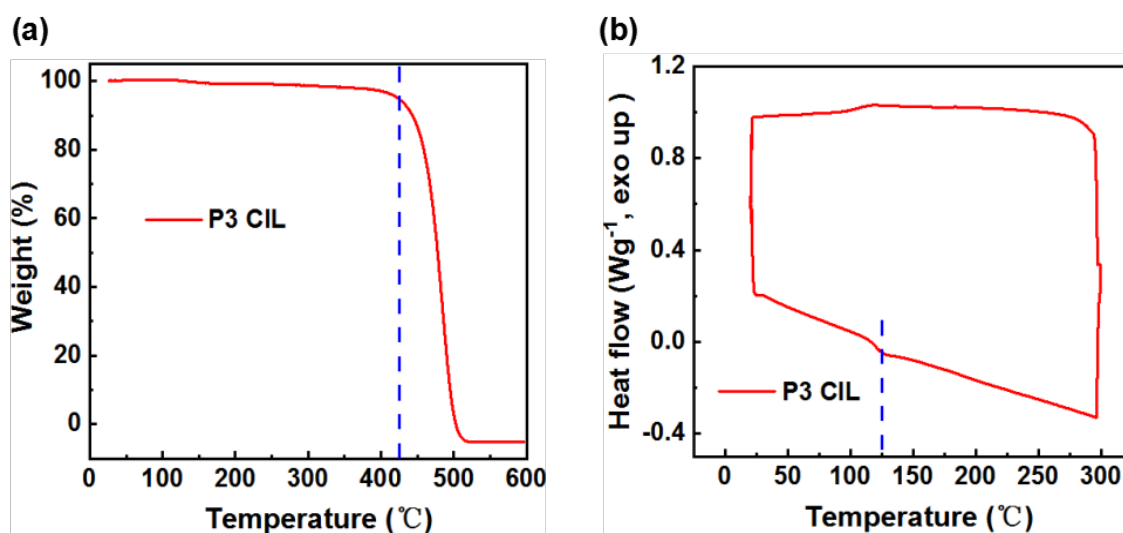 (a)
100
80
60
40
20
0
Weight (%)
P3 CIL
0 100 200 300 400 500 600
Temperature (℃)
(b)
1.2
0.8
0.4
0.0
-0.4
Heat flow (Wg⁻¹ , exo up )
P3 CIL
0 50 100 150 200 250 300
Temperature (℃)